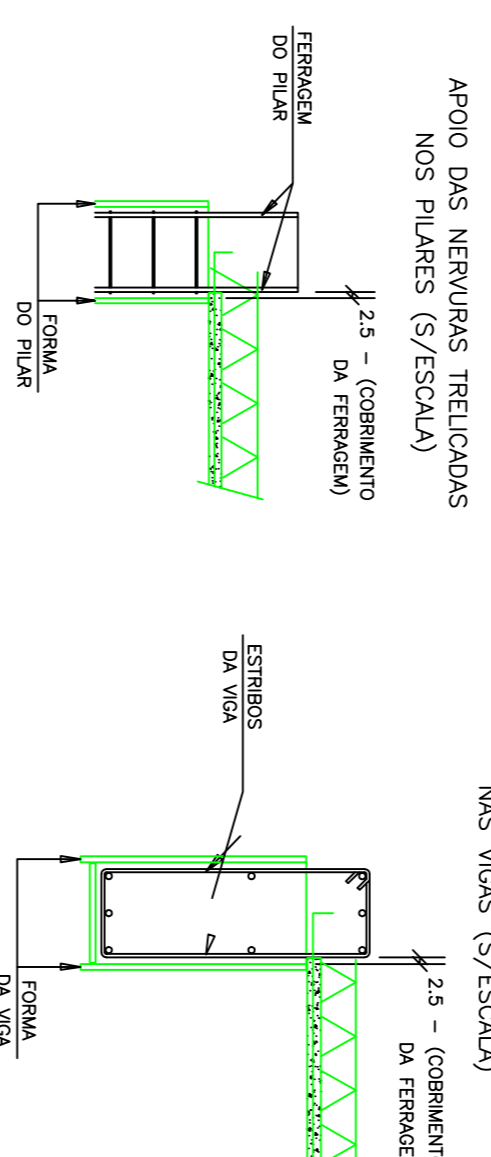 APOIO DAS NERVURAS TRELICADAS
NOS PILARES (S/ESCALA)
FERRAGEM
DO PILAR
2.5 - (COBRIMENTO
DA FERRAGEM)
FORMA
DO PILAR
NAS VIGAS (S/ESCALA)
ESTRIBOS
DA VIGA
2.5 - (COBRIMENT
DA FERRAGE
FORMA
DA VIGA